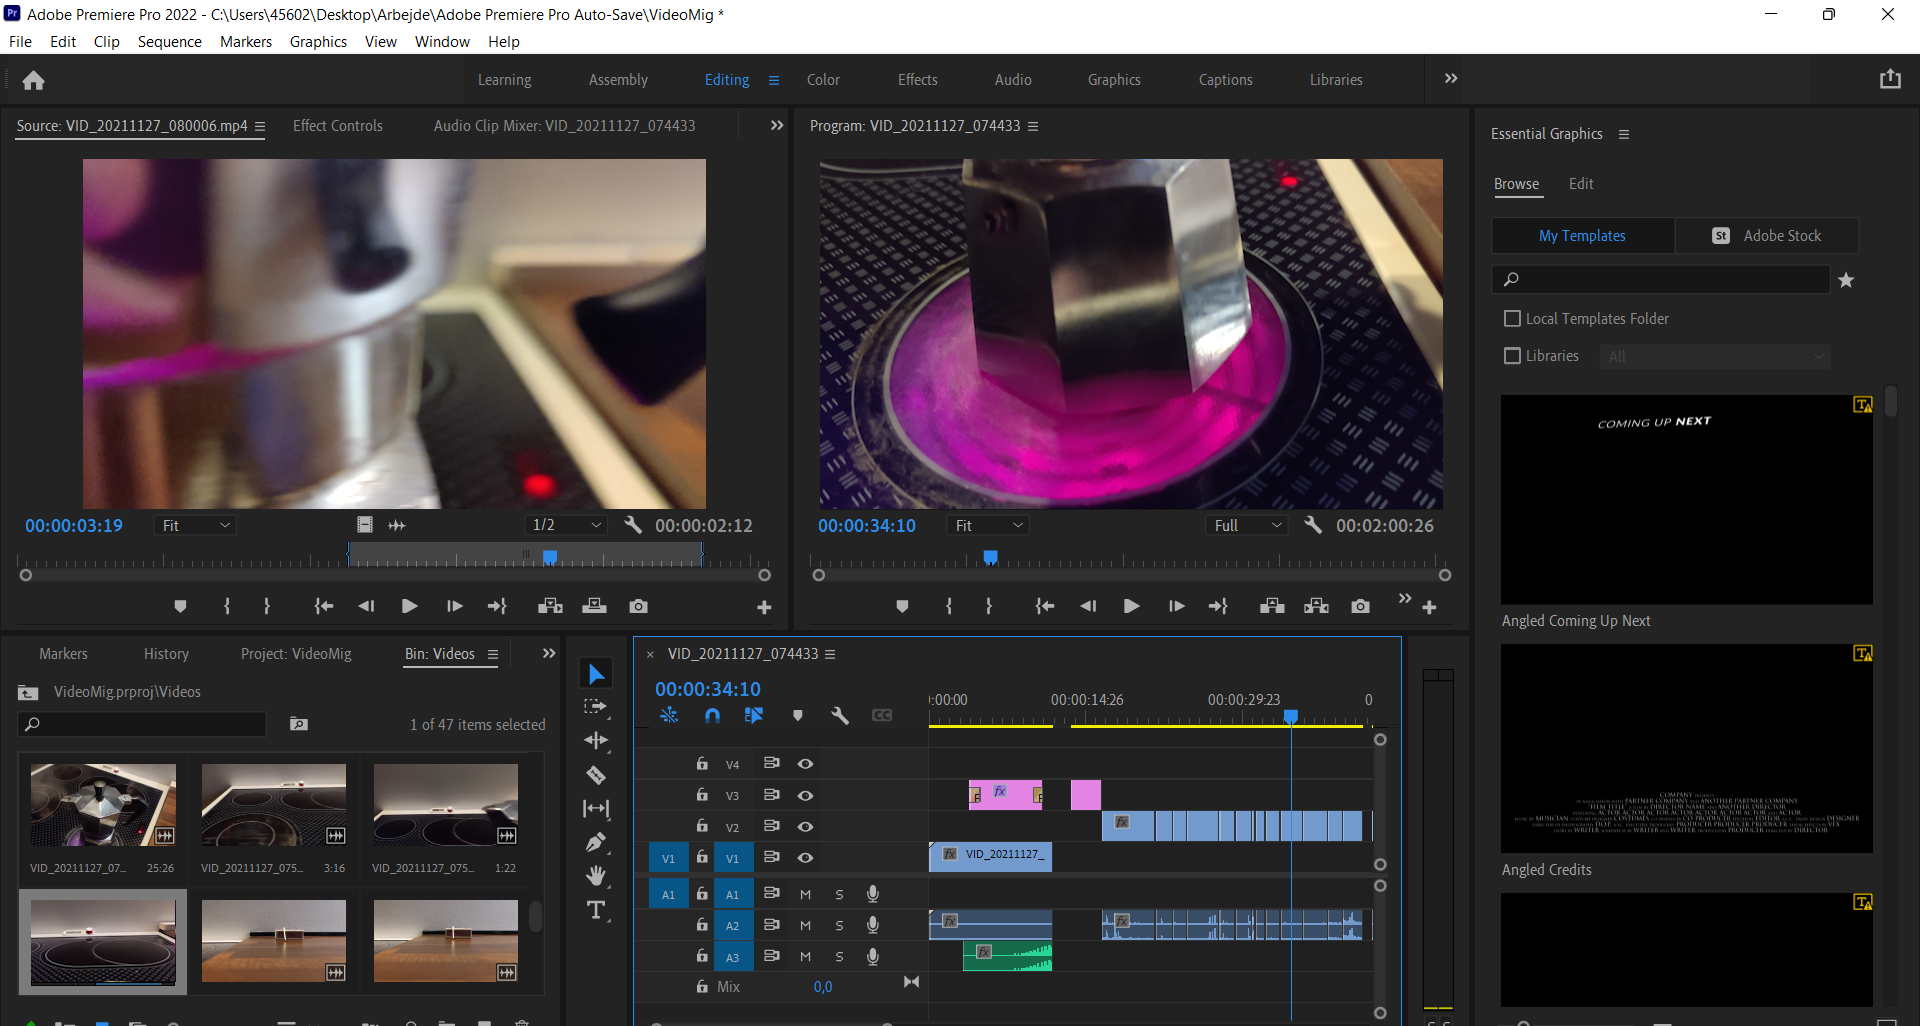 Adobe Premiere Pro 2022 - C:\Users\45602\Desktop\Arbejde\Adobe Premiere Pro Auto-Save\VideoMig *
File Edit Clip Sequence Markers Graphics View Window Help
Learning Assembly Editing Color Effects Audio Graphics Captions Libraries
Source: VID_20211127_080006.mp4 Effect Controls Audio Clip Mixer: VID_20211127_074433
Program: VID_20211127_074433
00:00:03:19 Fit 1/2 00:00:02:12
00:00:34:10 Fit Full 00:02:00:26
Essential Graphics
Browse Edit
My Templates St Adobe Stock
Local Templates Folder
Libraries All
COMING UP NEXT
Angled Coming Up Next
Angled Credits
Markers History Project: VideoMig Bin: Videos
VideoMig.prproj\Videos
1 of 47 items selected
VID_20211127_07... 25:26 VID_20211127_075... 3:16 VID_20211127_075... 1:22
× VID_20211127_074433
00:00:34:10
:00:00 00:00:14:26 00:00:29:23 0
V4
V3 fx
V2 fx
V1 V1 fx VID_20211127_
A1 A1 M S
A2 M S fx fx
A3 M S fx
Mix 0,0